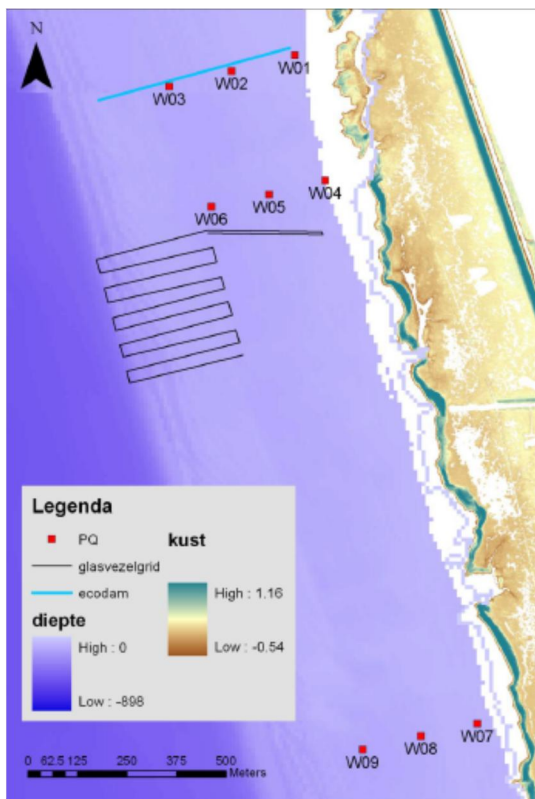 N
W01
W02
W03
W04
W05
W06
Legenda
PQ
glasvezelgrid
ecodam
diepte
High : 0
Low : -898
kust
High : 1.16
Low : -0.54
W07
W08
W09
0 62.5 125 250 375 500
Meters